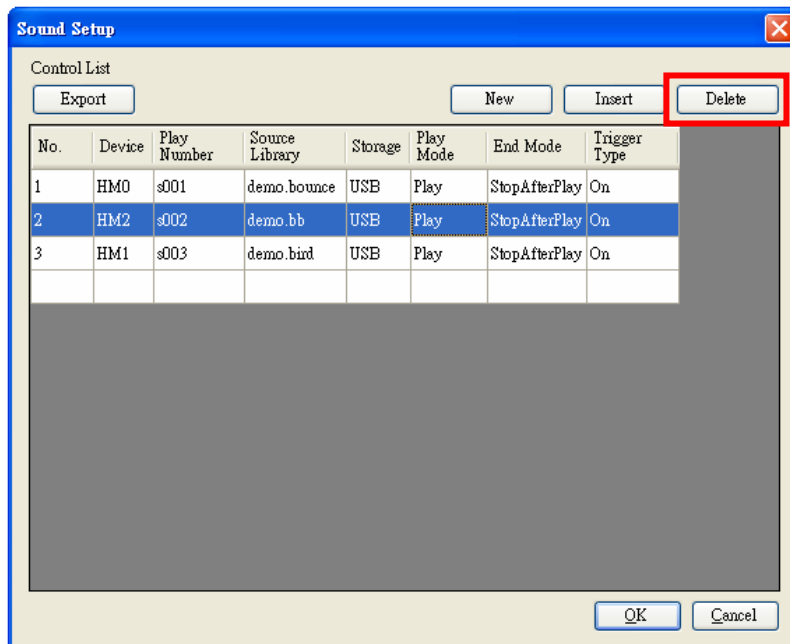 Sound Setup
Control List
Export New Insert Delete
No. Device Play Number Source Library Storage Play Mode End Mode Trigger Type
1 HM0 s001 demo.bounce USB Play StopAfterPlay On
2 HM2 s002 demo.bb USB Play StopAfterPlay On
3 HM1 s003 demo.bird USB Play StopAfterPlay On
OK Cancel